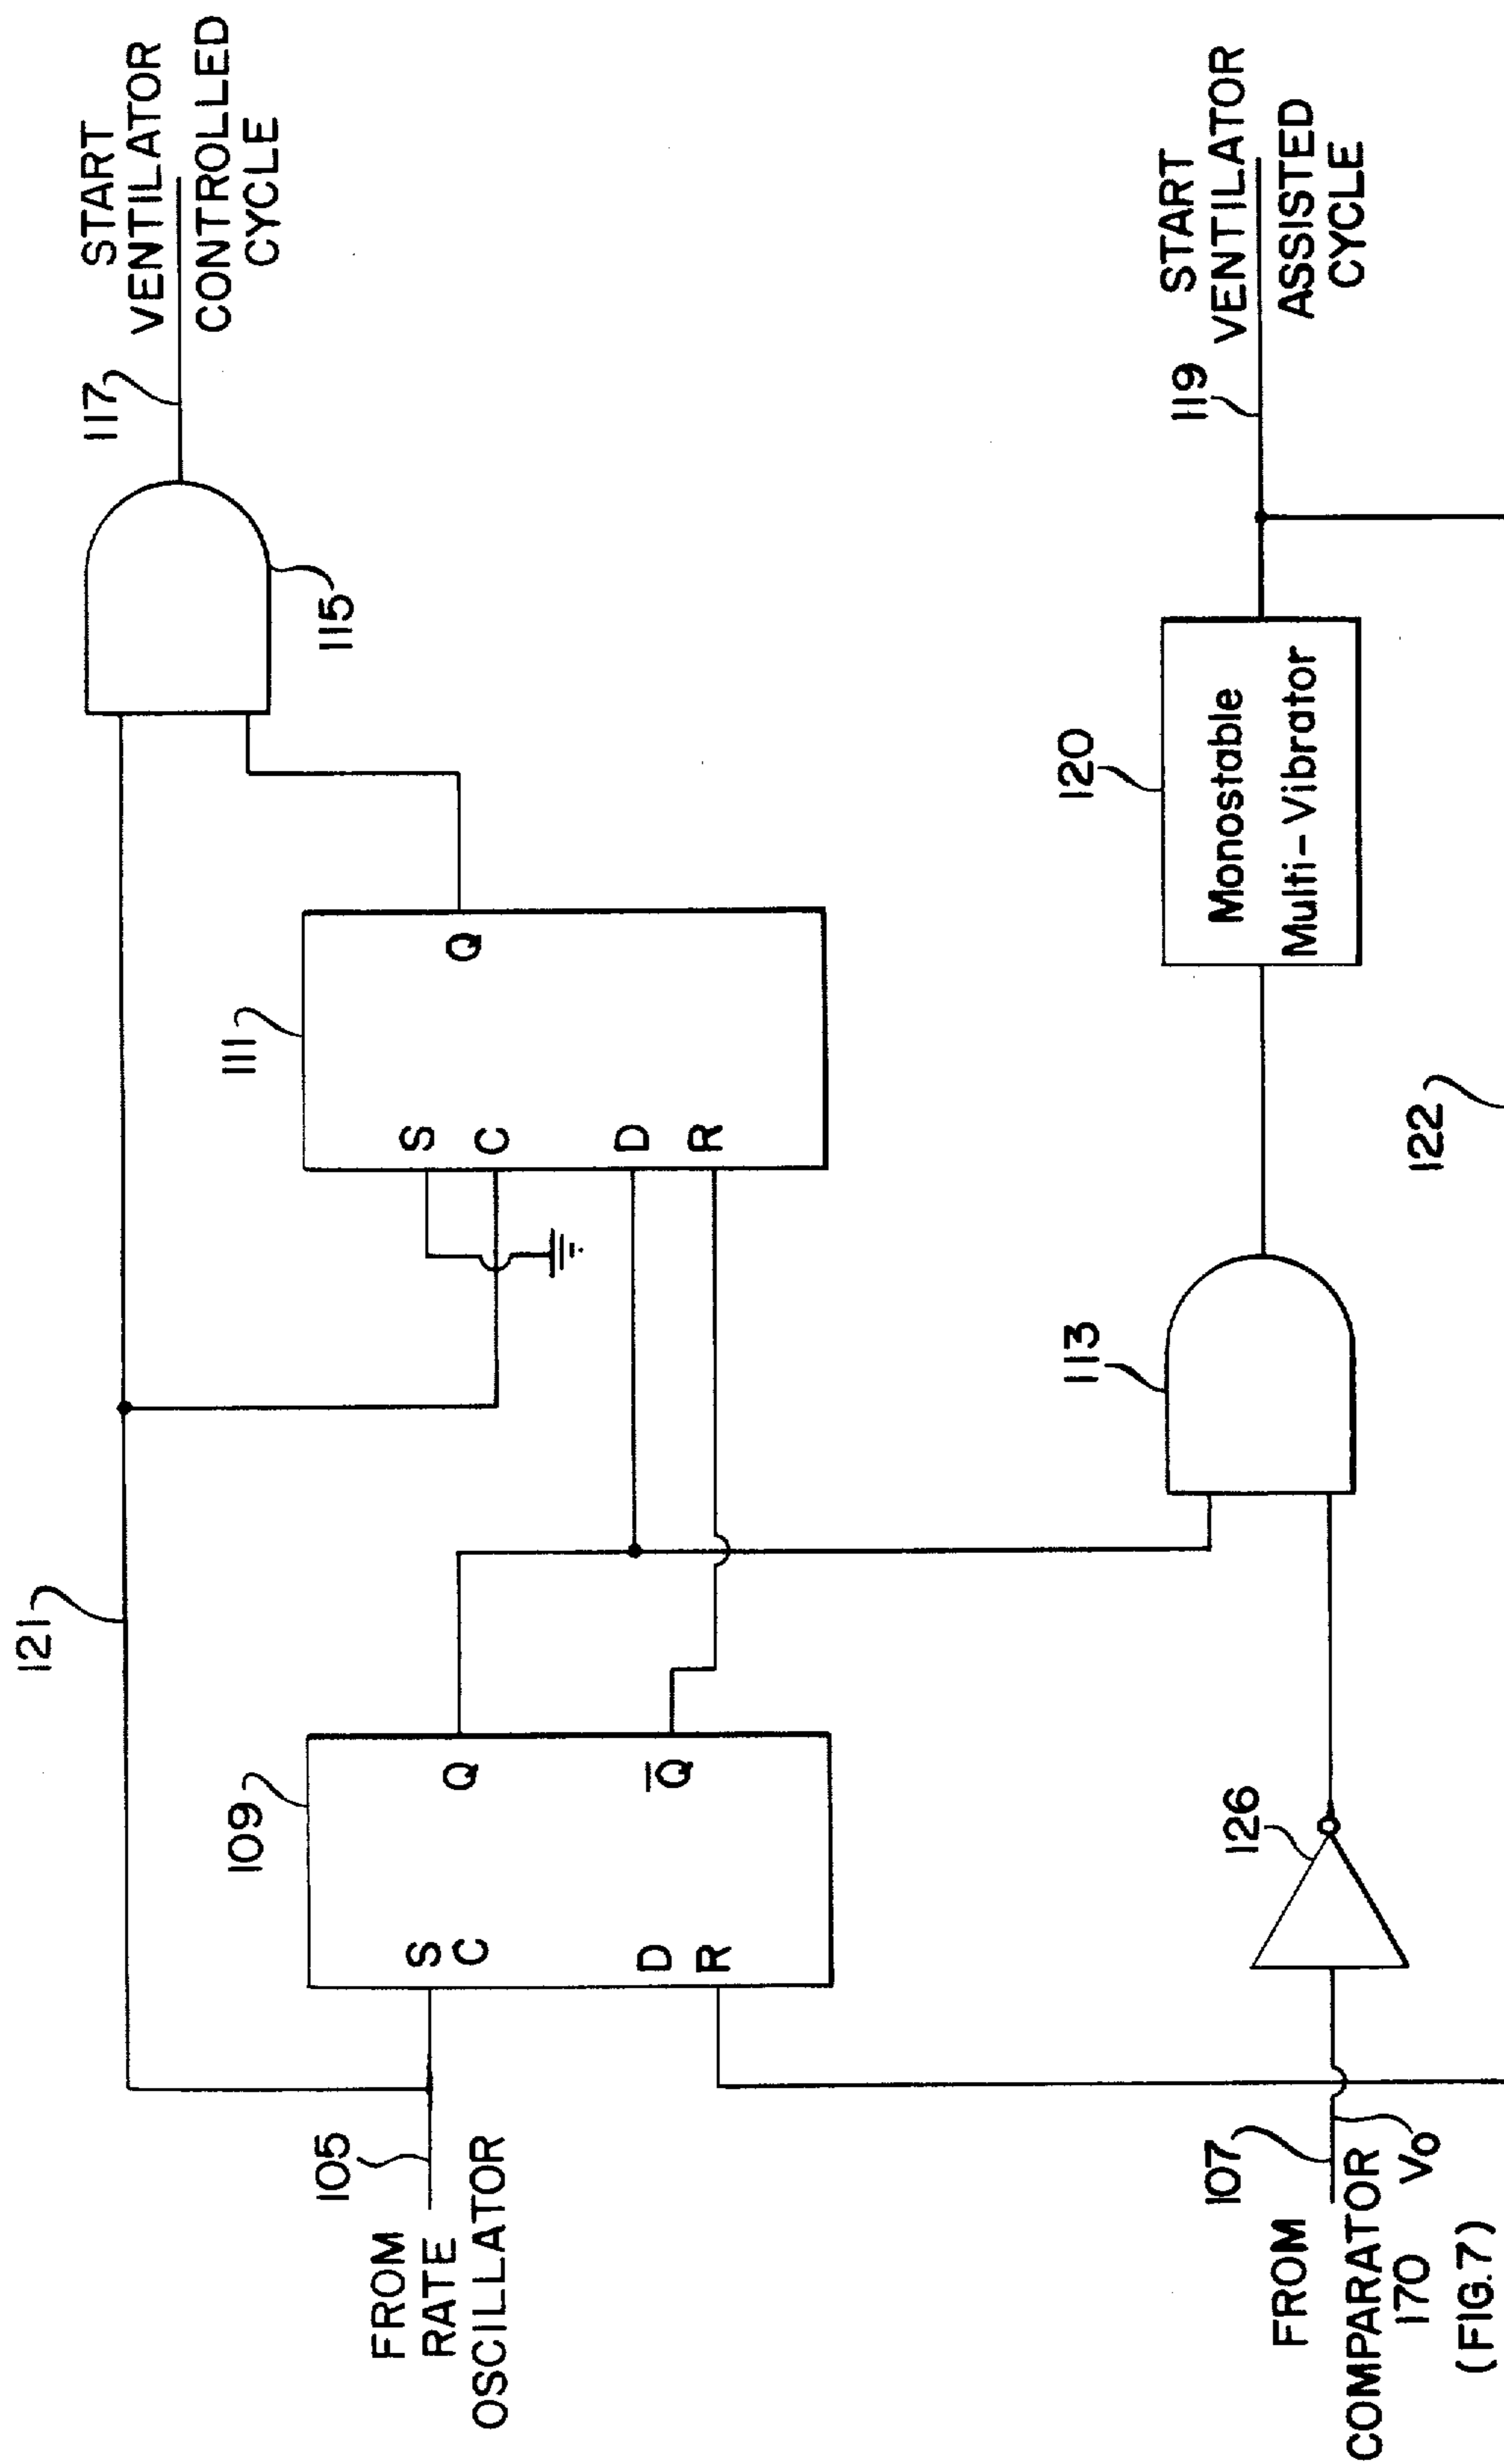 121
117
START
VENTILATOR
CONTROLLED
CYCLE
115
105
FROM
RATE
OSCILLATOR
109
S
C
D
R
Q
Q̅
111
S
C
D
R
Q
107
FROM
COMPARATOR
170
(FIG.7)
VO
126
113
120
Monostable
Multi-Vibrator
119
START
VENTILATOR
ASSISTED
CYCLE
122